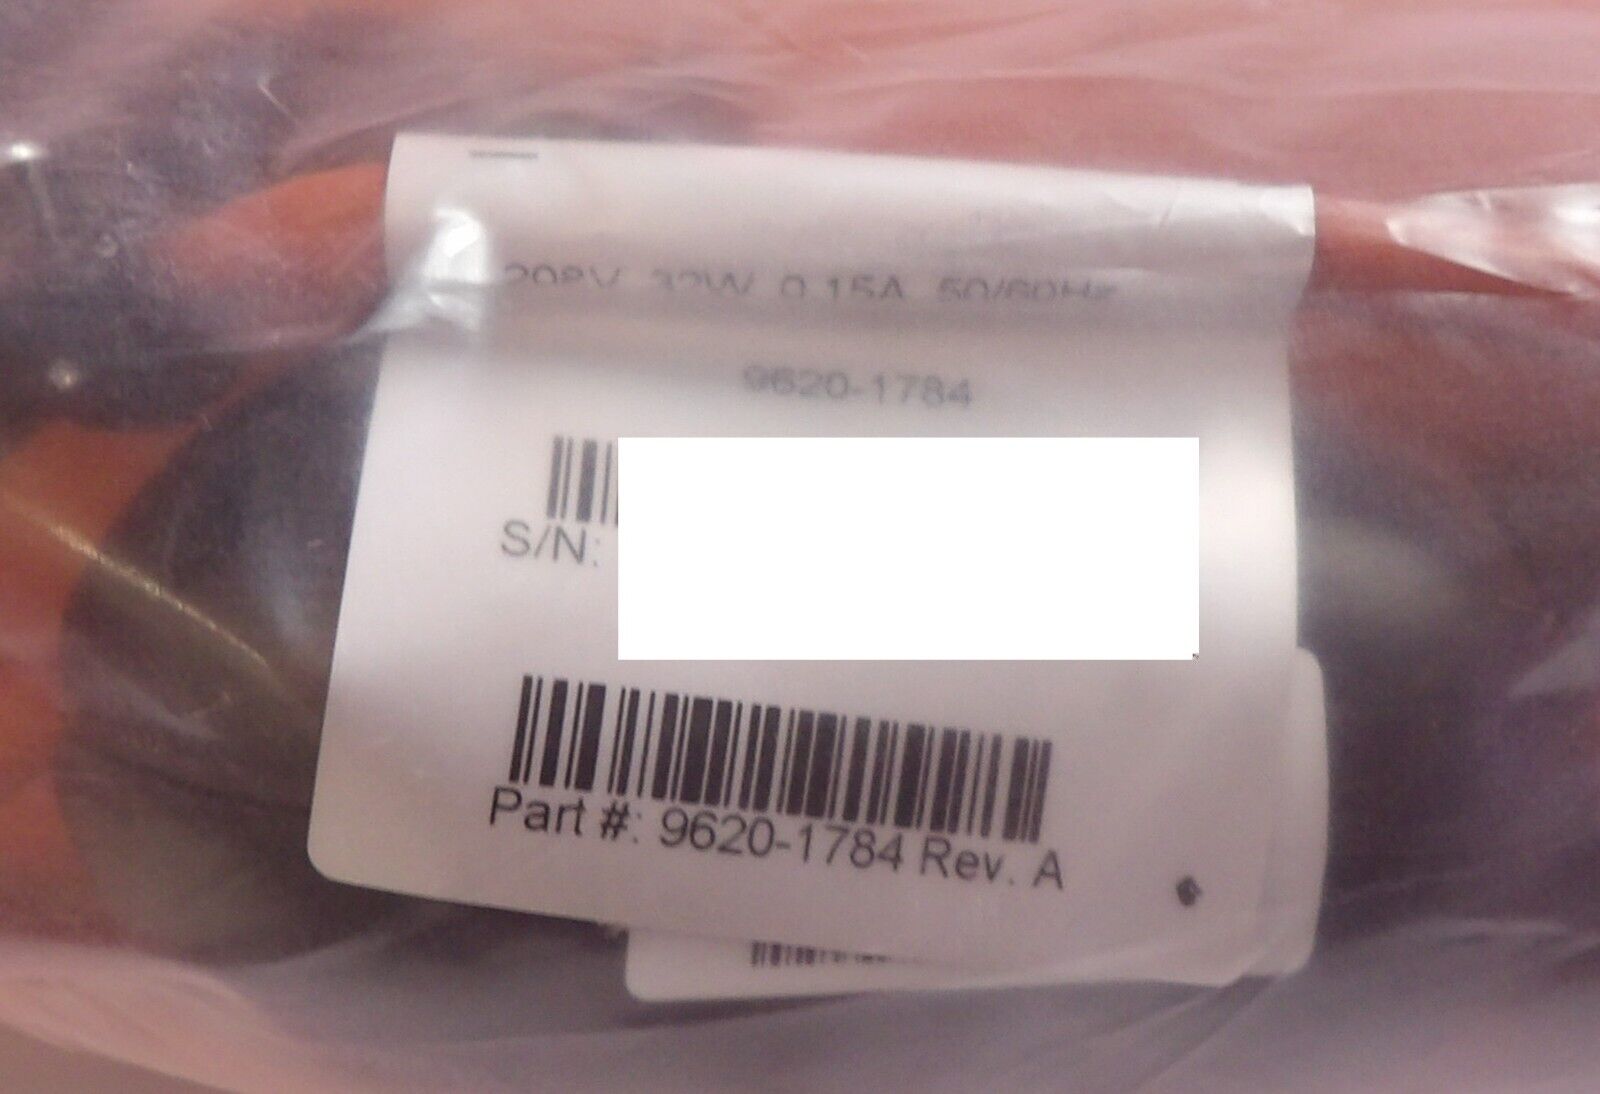 208V, 32W, 0.15A, 50/60Hz
9620-1784
S/N:
Part #: 9620-1784 Rev. A